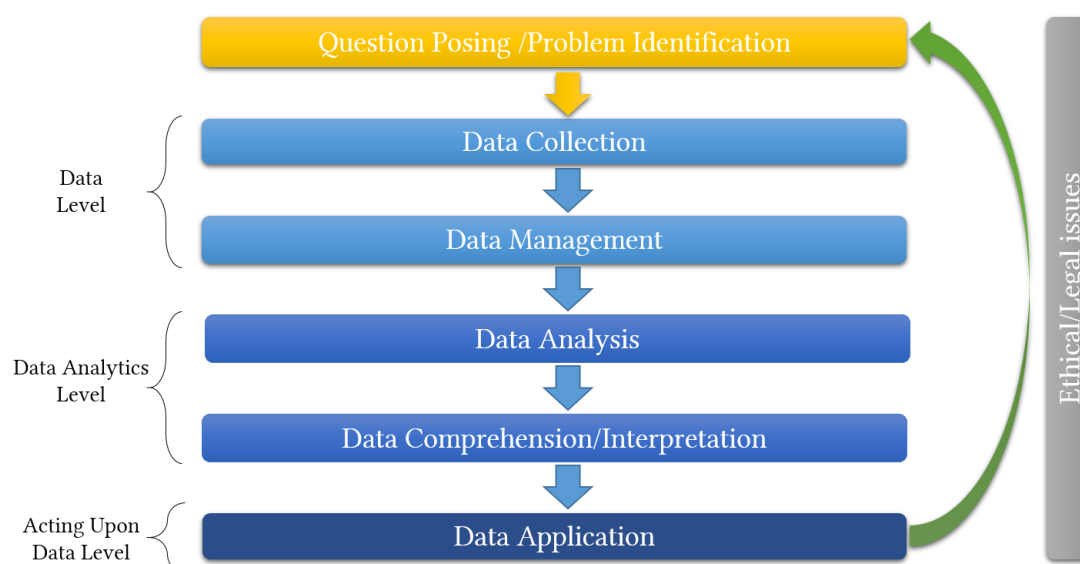 Question Posing /Problem Identification
Data Collection
Data
Level
Data Management
Data Analysis
Data Analytics
Level
Data Comprehension/Interpretation
Acting Upon
Data Level
Data Application
Ethical/Legal issues